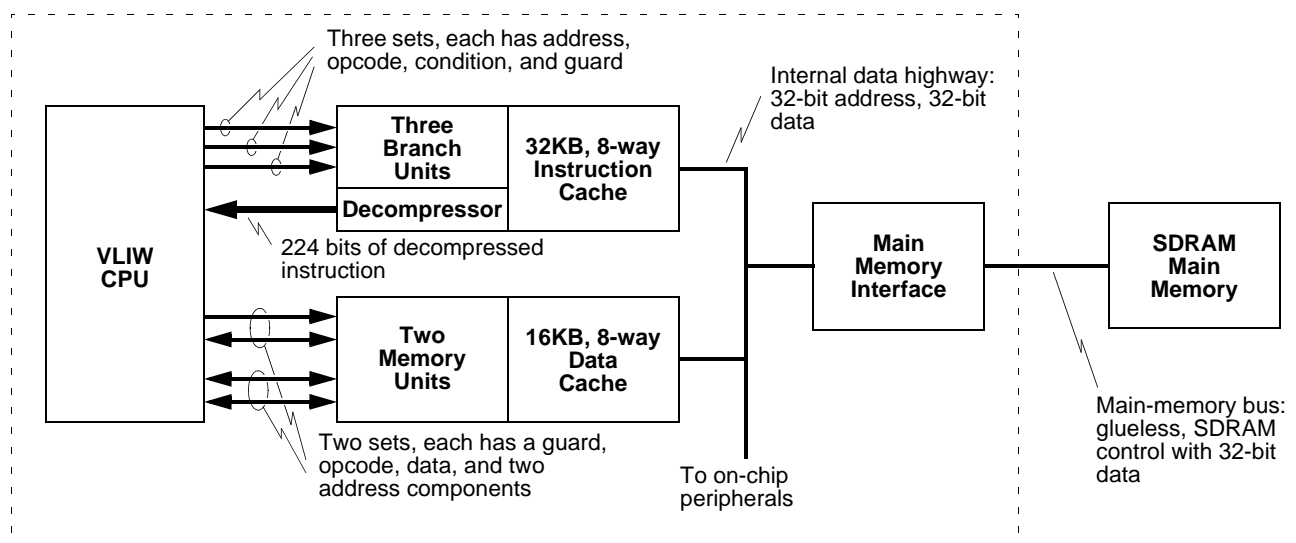 Three sets, each has address,
opcode, condition, and guard
Internal data highway:
32-bit address, 32-bit
data
VLIW
CPU
Three
Branch
Units
Decompressor
32KB, 8-way
Instruction
Cache
224 bits of decompressed
instruction
Main
Memory
Interface
SDRAM
Main
Memory
Two
Memory
Units
16KB, 8-way
Data
Cache
Two sets, each has a guard,
opcode, data, and two
address components
To on-chip
peripherals
Main-memory bus:
glueless, SDRAM
control with 32-bit
data